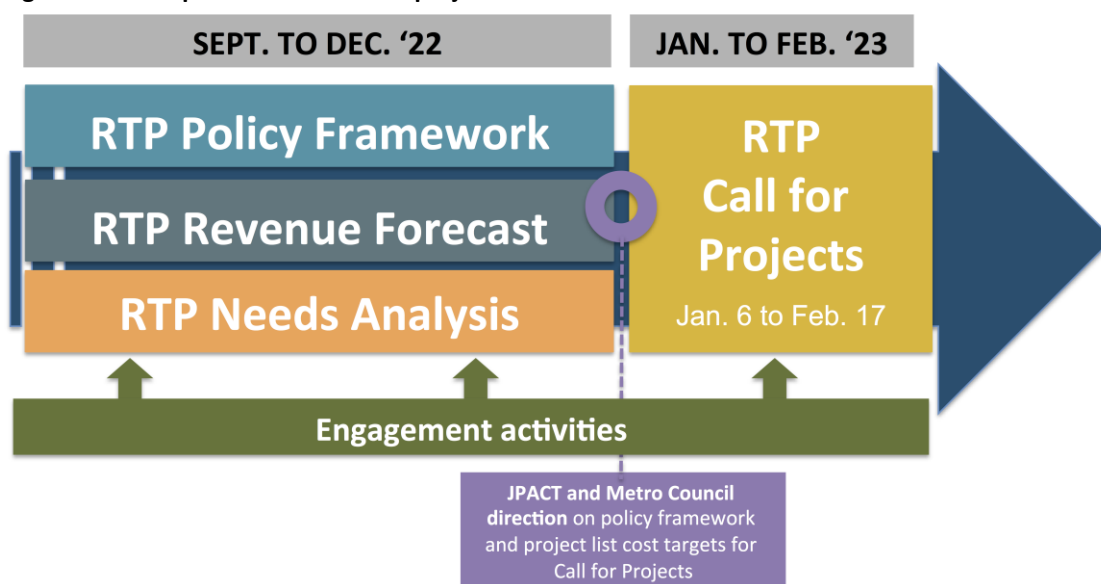 SEPT. TO DEC. ‘22
JAN. TO FEB. ‘23
RTP Policy Framework
RTP Revenue Forecast
RTP Needs Analysis
RTP
Call for
Projects
Jan. 6 to Feb. 17
Engagement activities
JPACT and Metro Council
direction on policy framework
and project list cost targets for
Call for Projects